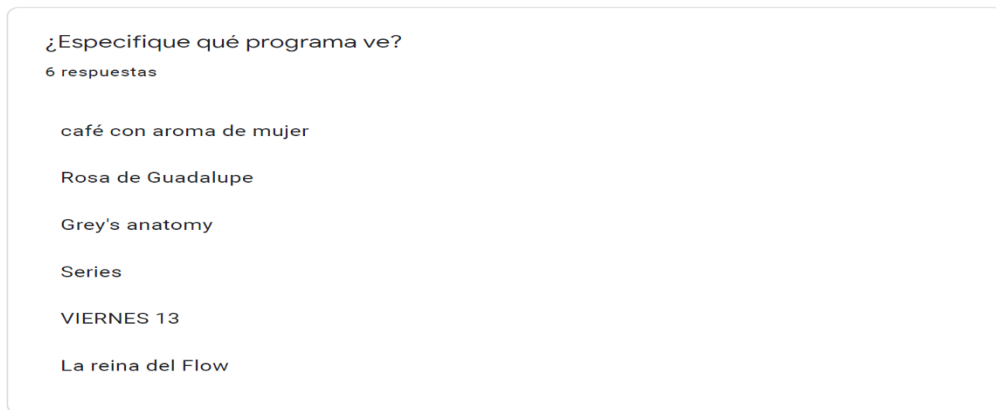 ¿Especifique qué programa ve?
6 respuestas
café con aroma de mujer
Rosa de Guadalupe
Grey's anatomy
Series
VIERNES 13
La reina del Flow